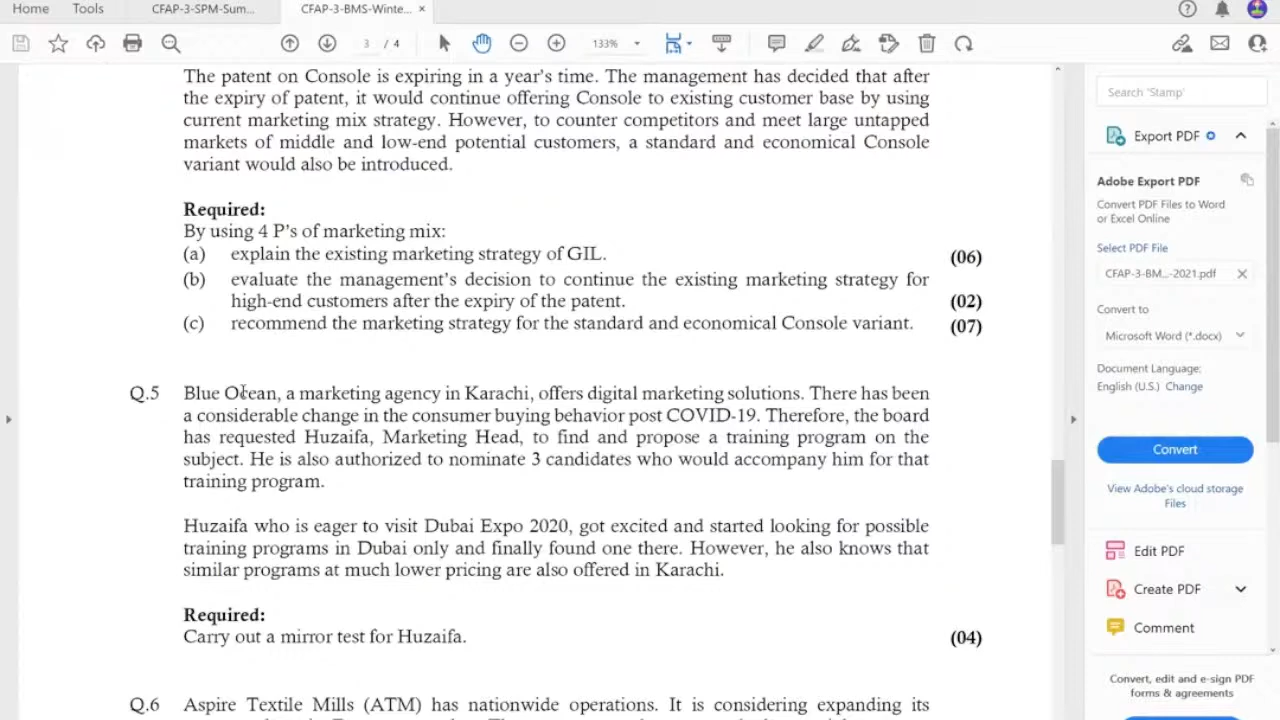 Home Tools CFAP-3-SPM-Sum... CFAP-3-BMS-Winte... ×
3 / 4 133%
The patent on Console is expiring in a year's time. The management has decided that after
the expiry of patent, it would continue offering Console to existing customer base by using
current marketing mix strategy. However, to counter competitors and meet large untapped
markets of middle and low-end potential customers, a standard and economical Console
variant would also be introduced.
Required:
By using 4 P's of marketing mix:
(a) explain the existing marketing strategy of GIL. (06)
(b) evaluate the management's decision to continue the existing marketing strategy for
high-end customers after the expiry of the patent. (02)
(c) recommend the marketing strategy for the standard and economical Console variant. (07)
Q.5 Blue Ocean, a marketing agency in Karachi, offers digital marketing solutions. There has been
a considerable change in the consumer buying behavior post COVID-19. Therefore, the board
has requested Huzaifa, Marketing Head, to find and propose a training program on the
subject. He is also authorized to nominate 3 candidates who would accompany him for that
training program.
Huzaifa who is eager to visit Dubai Expo 2020, got excited and started looking for possible
training programs in Dubai only and finally found one there. However, he also knows that
similar programs at much lower pricing are also offered in Karachi.
Required:
Carry out a mirror test for Huzaifa. (04)
Q.6 Aspire Textile Mills (ATM) has nationwide operations. It is considering expanding its
Search 'Stamp'
Export PDF
Adobe Export PDF
Convert PDF Files to Word
or Excel Online
Select PDF File
CFAP-3-BM...-2021.pdf
Convert to
Microsoft Word (*.docx)
Document Language:
English (U.S.) Change
Convert
View Adobe's cloud storage
Files
Edit PDF
Create PDF
Comment
Convert, edit and e-sign PDF
forms & agreements